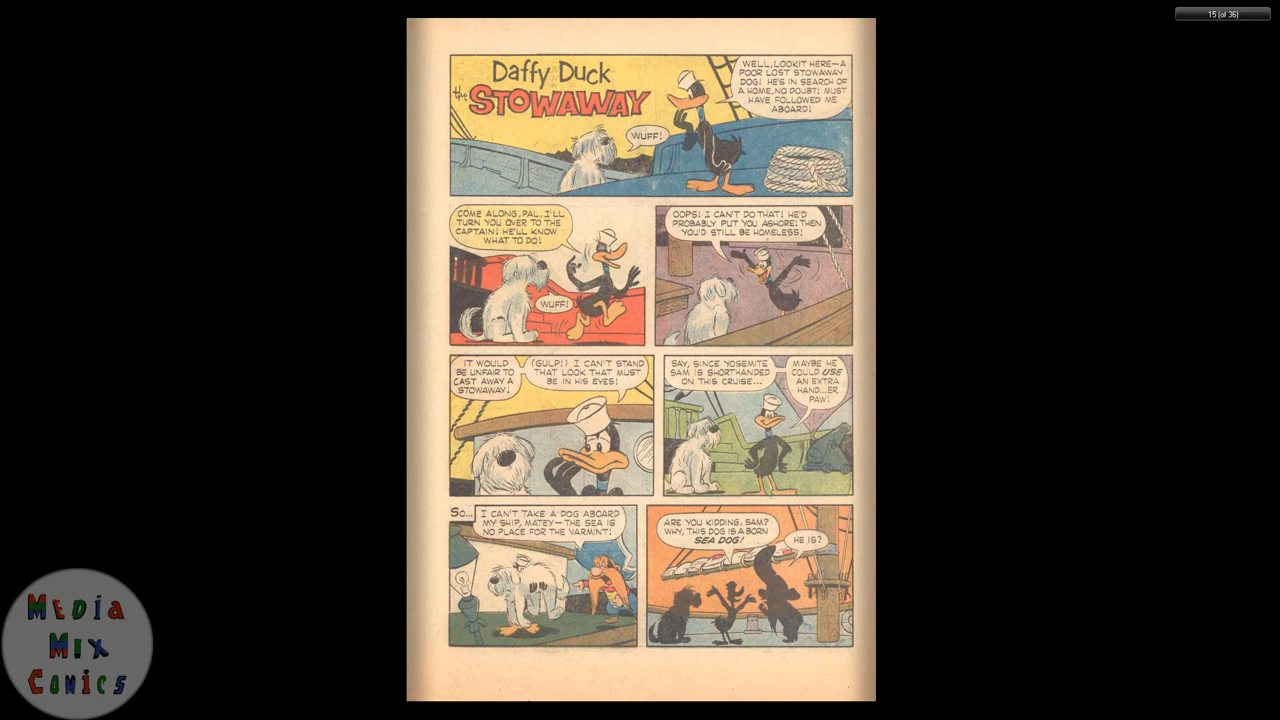 15 (of 36)
Daffy Duck
the STOWAWAY
WELL, LOOKIT HERE—A
POOR LOST STOWAWAY
DOG! HE'S IN SEARCH OF
A HOME, NO DOUBT! MUST
HAVE FOLLOWED ME
ABOARD!
WUFF!
COME ALONG, PAL, I'LL
TURN YOU OVER TO THE
CAPTAIN! HE'LL KNOW
WHAT TO DO!
WUFF!
OOPS! I CAN'T DO THAT! HE'D
PROBABLY PUT YOU ASHORE! THEN
YOU'D STILL BE HOMELESS!
IT WOULD
BE UNFAIR TO
CAST AWAY A
STOWAWAY!
(GULP!) I CAN'T STAND
THAT LOOK THAT MUST
BE IN HIS EYES!
SAY, SINCE YOSEMITE
SAM IS SHORTHANDED
ON THIS CRUISE...
MAYBE HE
COULD USE
AN EXTRA
HAND...ER,
PAW!
SO...
I CAN'T TAKE A DOG ABOARD
MY SHIP, MATEY—THE SEA IS
NO PLACE FOR THE VARMINT!
ARE YOU KIDDING, SAM?
WHY, THIS DOG IS A BORN
SEA DOG!
HE IS?
MEDIA
MIX
COMICS